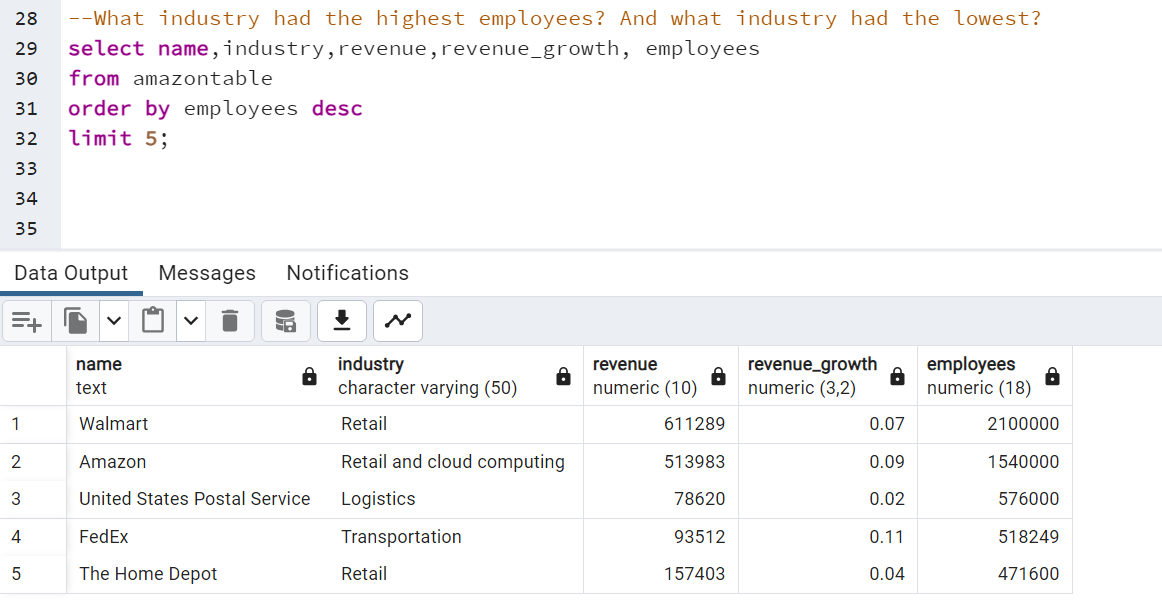 28 --What industry had the highest employees? And what industry had the lowest?
29 select name,industry,revenue,revenue_growth, employees
30 from amazontable
31 order by employees desc
32 limit 5;
33
34
35
Data Output Messages Notifications
name industry revenue revenue_growth employees
text character varying (50) numeric (10) numeric (3,2) numeric (18)
1 Walmart Retail 611289 0.07 2100000
2 Amazon Retail and cloud computing 513983 0.09 1540000
3 United States Postal Service Logistics 78620 0.02 576000
4 FedEx Transportation 93512 0.11 518249
5 The Home Depot Retail 157403 0.04 471600